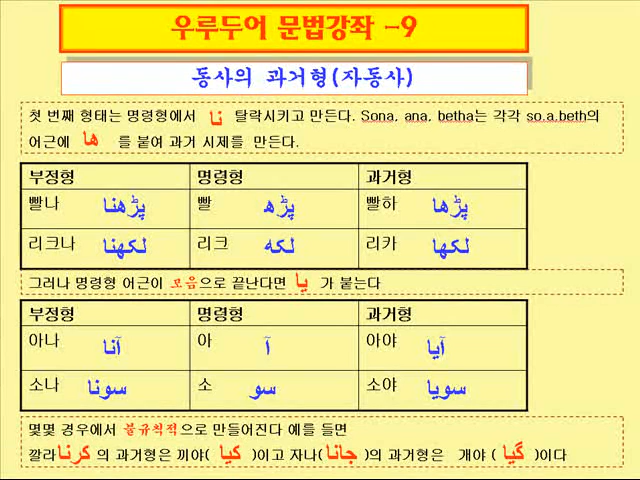 우루두어 문법강좌 -9
동사의 과거형(자동사)
첫 번째 형태는 명령형에서 نا 탈락시키고 만든다. Sona, ana, betha는 각각 so.a.beth의
어근에 ها 를 붙여 과거 시제를 만든다.
부정형 명령형 과거형
빨나 پڑھنا 빨 پڑھ 빨하 پڑھا
리크나 لکھنا 리크 لکھ 리카 لکھا
그러나 명령형 어근이 모음으로 끝난다면 یا 가 붙는다
부정형 명령형 과거형
아나 آنا 아 آ 아야 آیا
소나 سونا 소 سو 소야 سویا
몇몇 경우에서 불규칙적으로 만들어진다 예를 들면
깔라کرنا 의 과거형은 끼야( کیا )이고 자나(جانا)의 과거형은 개야 ( گیا )이다